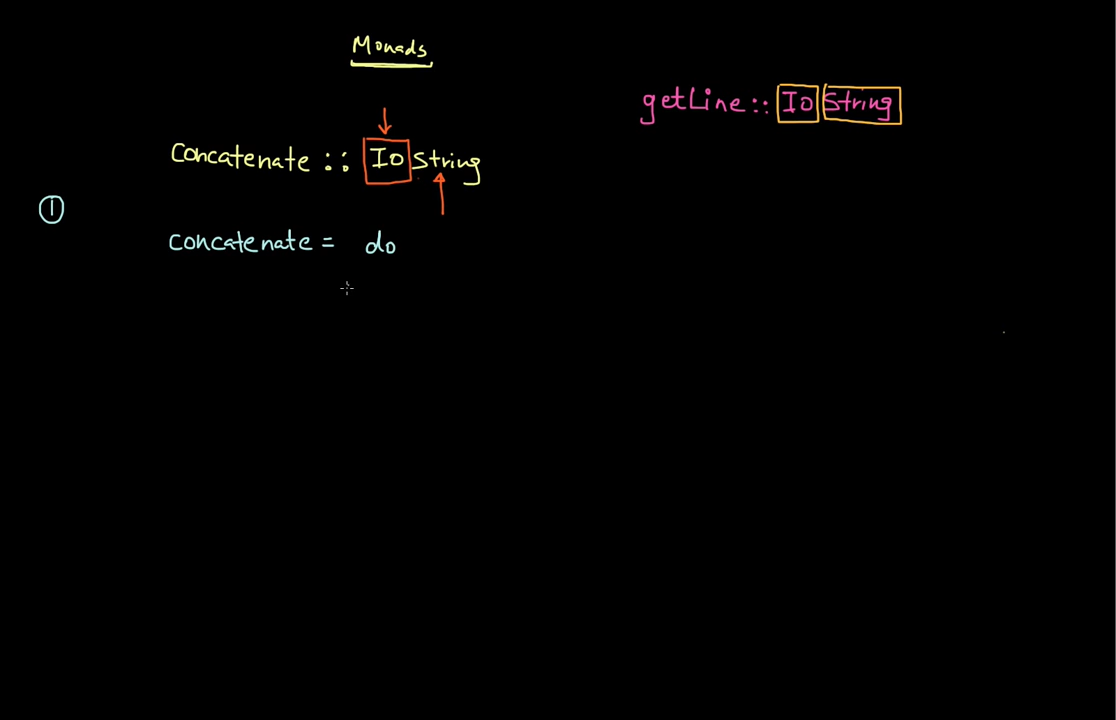 Monads
getLine :: IO String
Concatenate :: IO String
1
concatenate = do